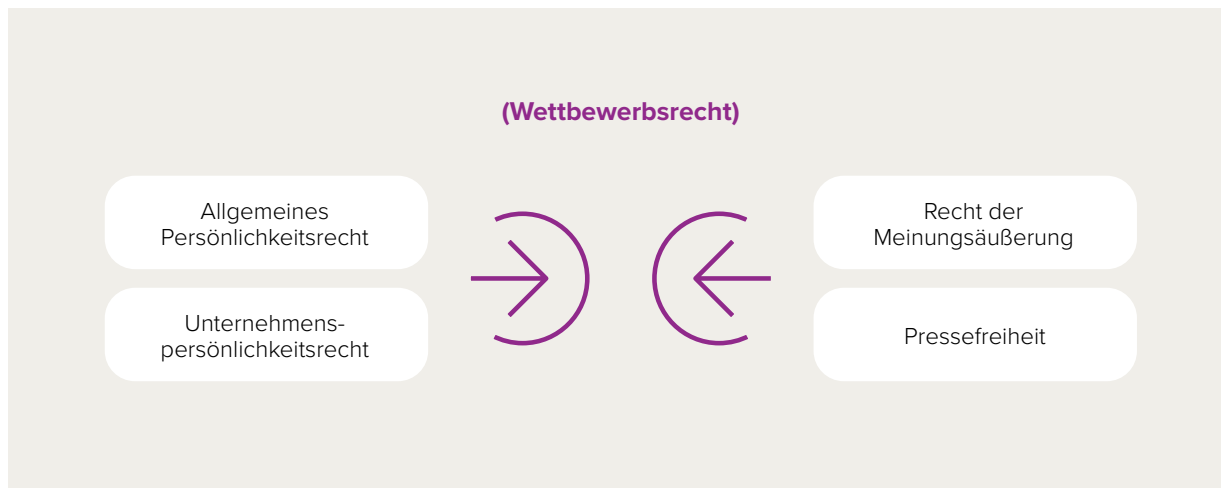 (Wettbewerbsrecht)
Allgemeines
Persönlichkeitsrecht
Unternehmens-
persönlichkeitsrecht
Recht der
Meinungsäußerung
Pressefreiheit